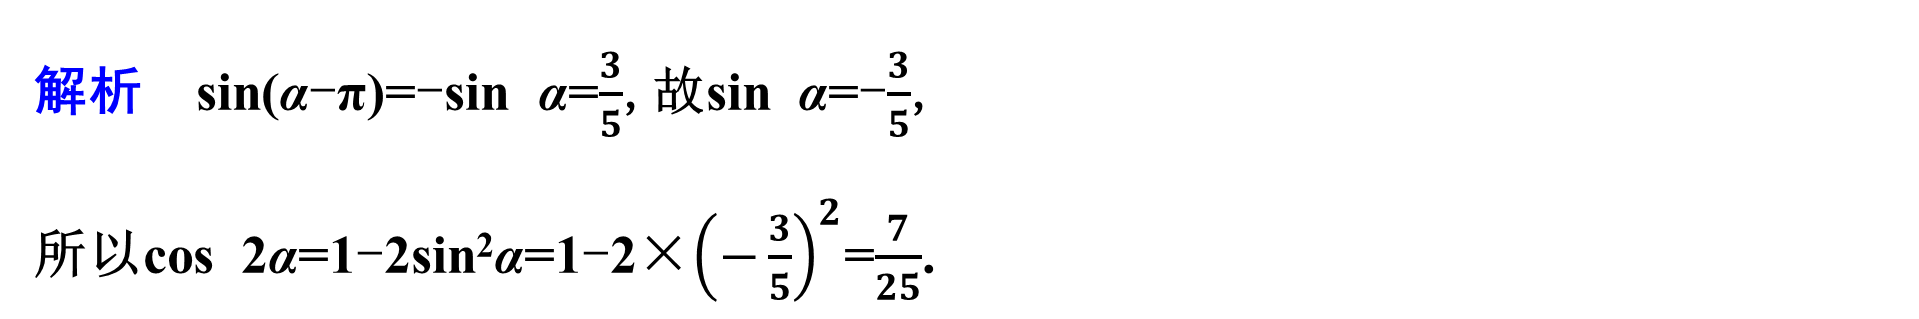 解析 sin(α−π)=−sin α=3/5, 故sin α=−3/5,
所以cos 2α=1−2sin²α=1−2×(−3/5)²=7/25.